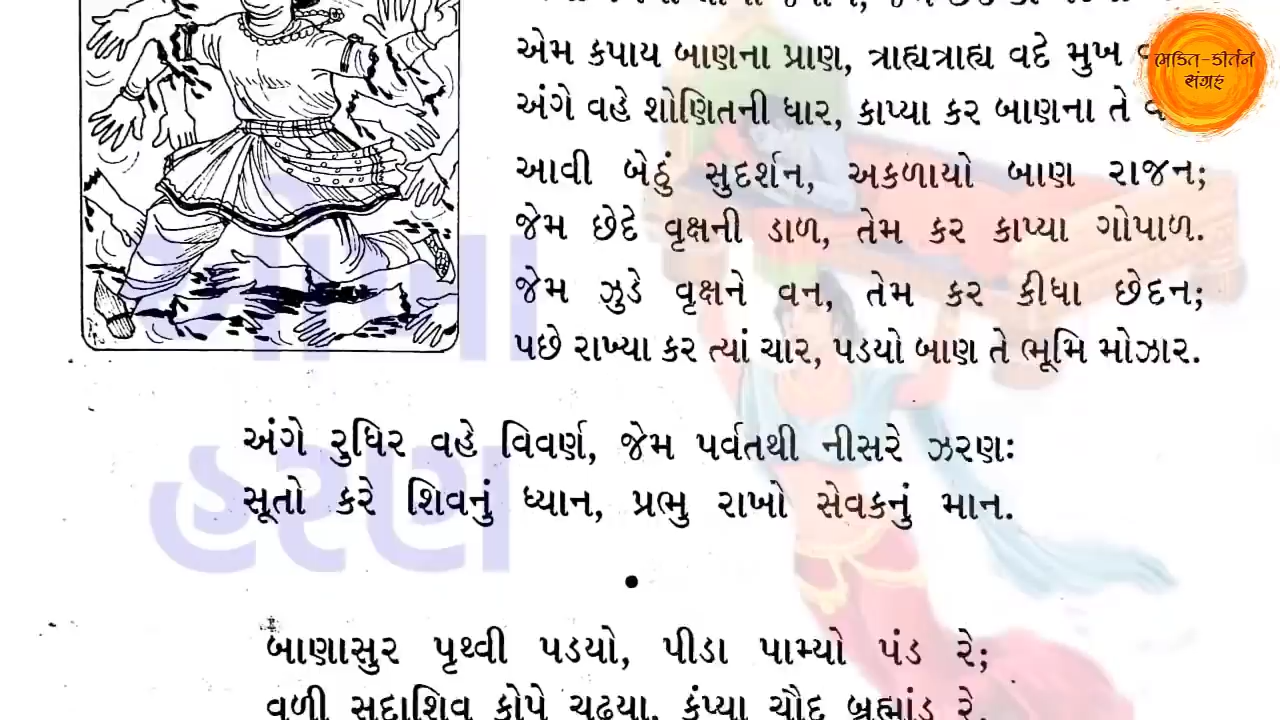 એમ કપાય બાણના પ્રાણ, ત્રાહ્યત્રાહ્ય વદે મુખ
અંગે વહે શોણિતની ધાર, કાપ્યા કર બાણના તે
આવી બેઠું સુદર્શન, અકળાયો બાણ રાજન;
જેમ છેદે વૃક્ષની ડાળ, તેમ કર કાપ્યા ગોપાળ.
જેમ ઝુડે વૃક્ષને વન, તેમ કર કીધા છેદન;
પછે રાખ્યા કર ત્યાં ચાર, પડયો બાણ તે ભૂમિ મોઝાર.
અંગે રુધિર વહે વિવર્ણ, જેમ પર્વતથી નીસરે ઝરણઃ
સૂતો કરે શિવનું ધ્યાન, પ્રભુ રાખો સેવકનું માન.
બાણાસુર પૃથ્વી પડયો, પીડા પામ્યો પંડ રે;
વળી સદાશિવ કોપે ચઢયા, કંપ્યા ચૌદ બ્રહ્માંડ રે.
ભક્તિ-કીર્તન
સંગ્રહ
હરણ